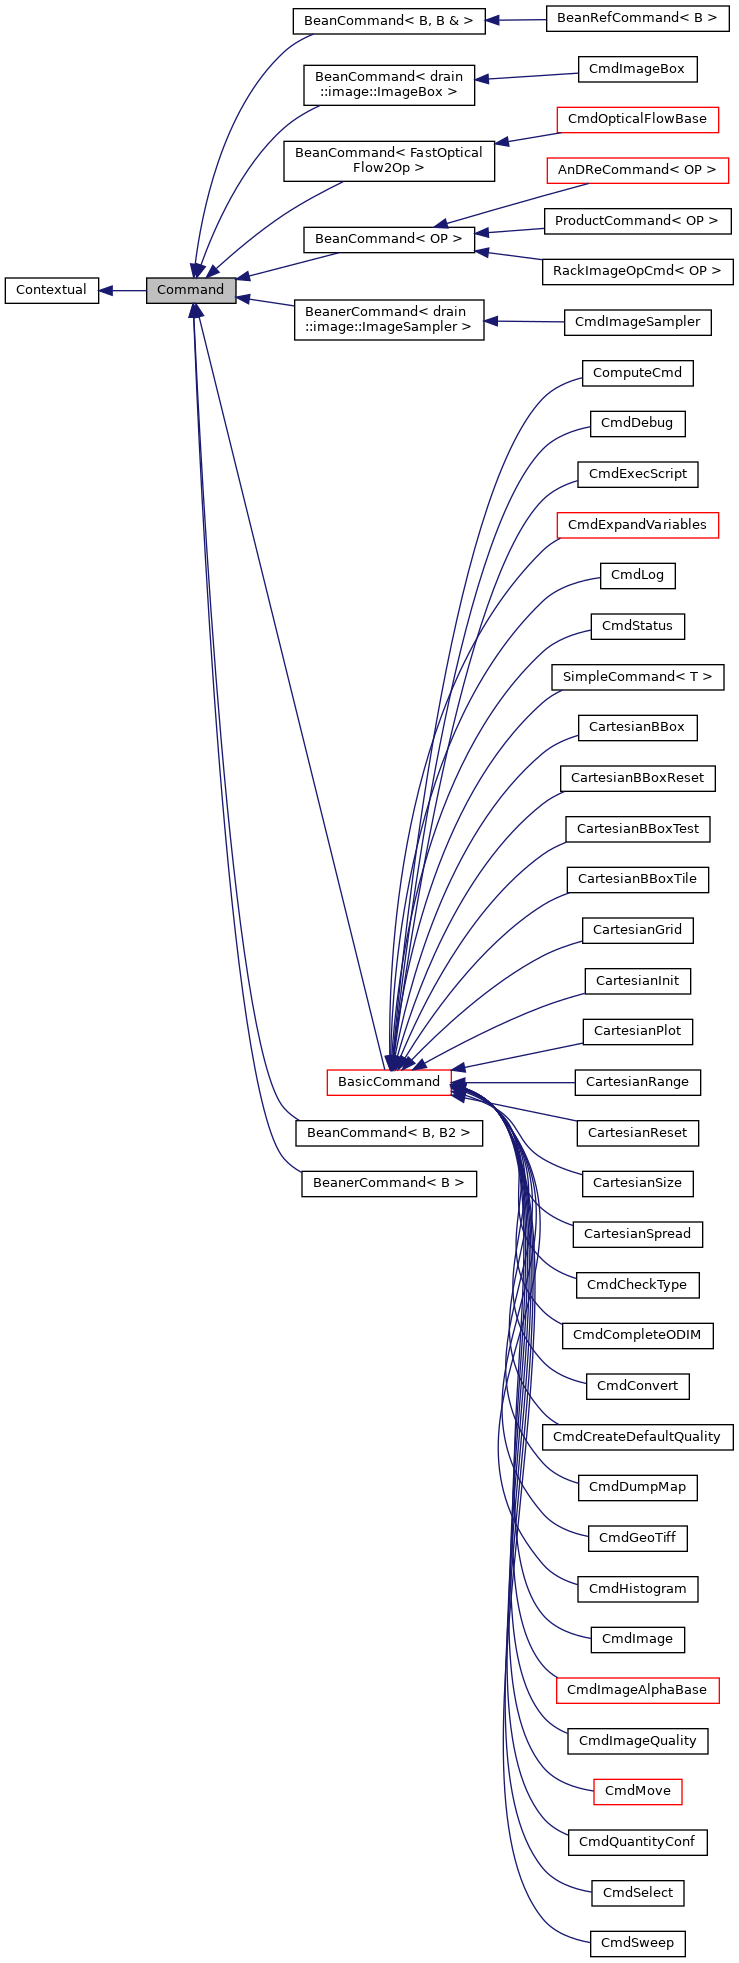 BeanCommand< B, B & >
BeanRefCommand< B >
BeanCommand< drain
::image::ImageBox >
CmdImageBox
CmdOpticalFlowBase
BeanCommand< FastOptical
Flow2Op >
AnDReCommand< OP >
ProductCommand< OP >
BeanCommand< OP >
RackImageOpCmd< OP >
Contextual
Command
BeanerCommand< drain
::image::ImageSampler >
CmdImageSampler
ComputeCmd
CmdDebug
CmdExecScript
CmdExpandVariables
CmdLog
CmdStatus
SimpleCommand< T >
CartesianBBox
CartesianBBoxReset
CartesianBBoxTest
CartesianBBoxTile
CartesianGrid
CartesianInit
CartesianPlot
BasicCommand
CartesianRange
BeanCommand< B, B2 >
CartesianReset
BeanerCommand< B >
CartesianSize
CartesianSpread
CmdCheckType
CmdCompleteODIM
CmdConvert
CmdCreateDefaultQuality
CmdDumpMap
CmdGeoTiff
CmdHistogram
CmdImage
CmdImageAlphaBase
CmdImageQuality
CmdMove
CmdQuantityConf
CmdSelect
CmdSweep